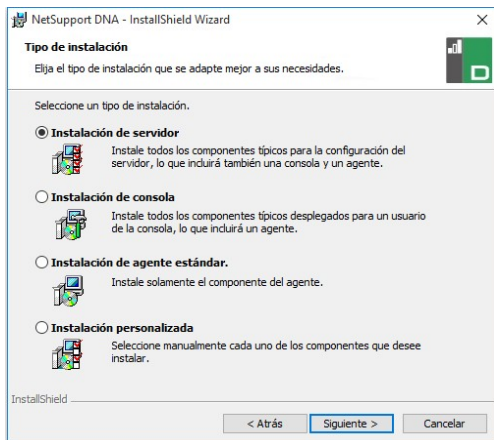 NetSupport DNA - InstallShield Wizard
Tipo de instalación
Elija el tipo de instalación que se adapte mejor a sus necesidades.
D
Seleccione un tipo de instalación.
Instalación de servidor
Instale todos los componentes típicos para la configuración del
servidor, lo que incluirá también una consola y un agente.
Instalación de consola
Instale todos los componentes típicos desplegados para un usuario
de la consola, lo que incluirá un agente.
Instalación de agente estándar.
Instale solamente el componente del agente.
Instalación personalizada
Seleccione manualmente cada uno de los componentes que desee
instalar.
InstallShield
< Atrás
Siguiente >
Cancelar